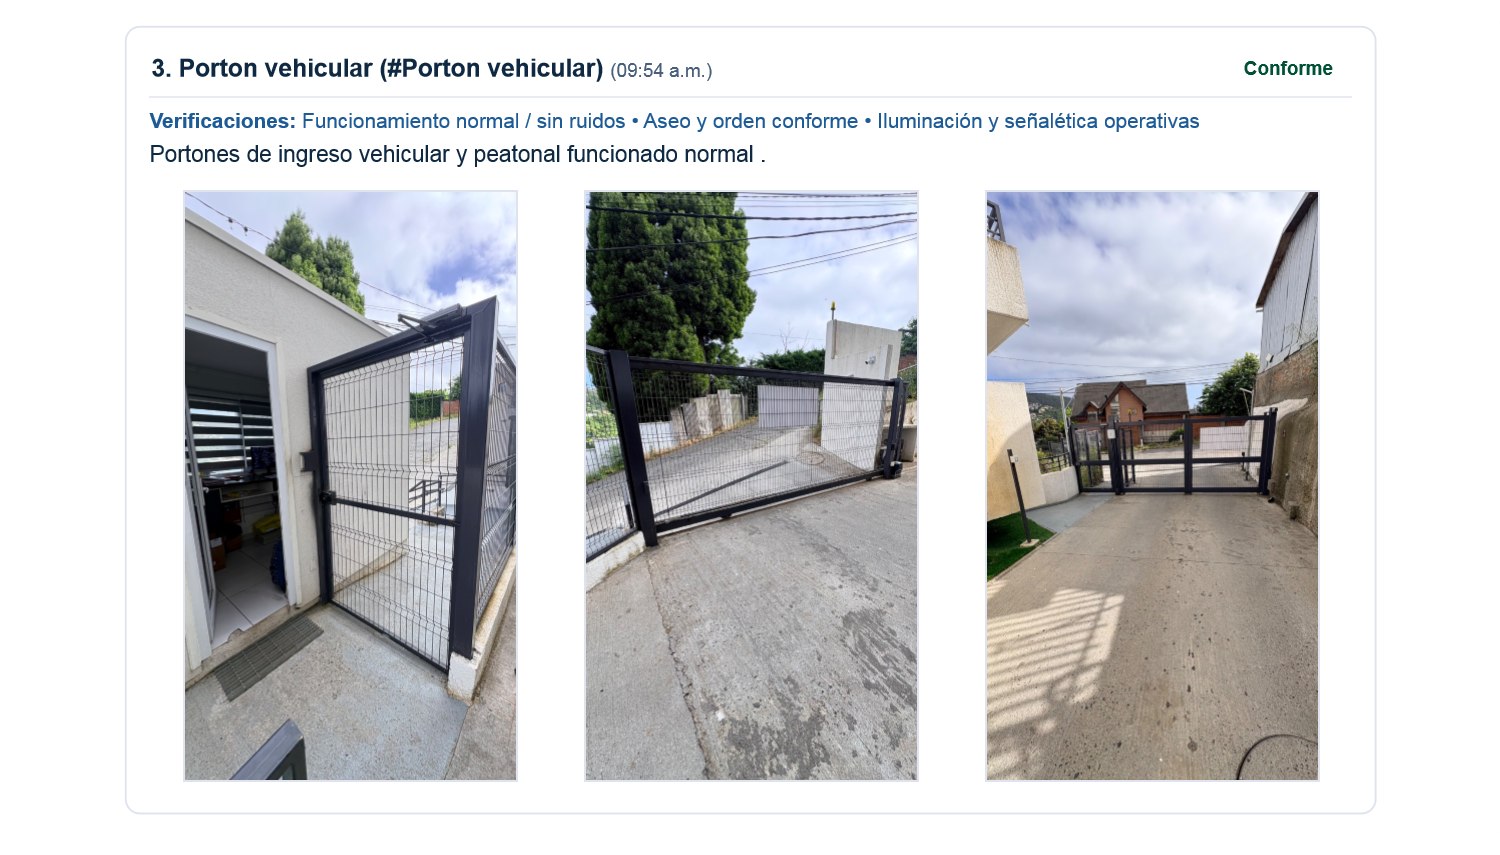 3. Porton vehicular (#Porton vehicular) (09:54 a.m.)
Conforme
Verificaciones: Funcionamiento normal / sin ruidos • Aseo y orden conforme • Iluminación y señalética operativas
Portones de ingreso vehicular y peatonal funcionado normal .